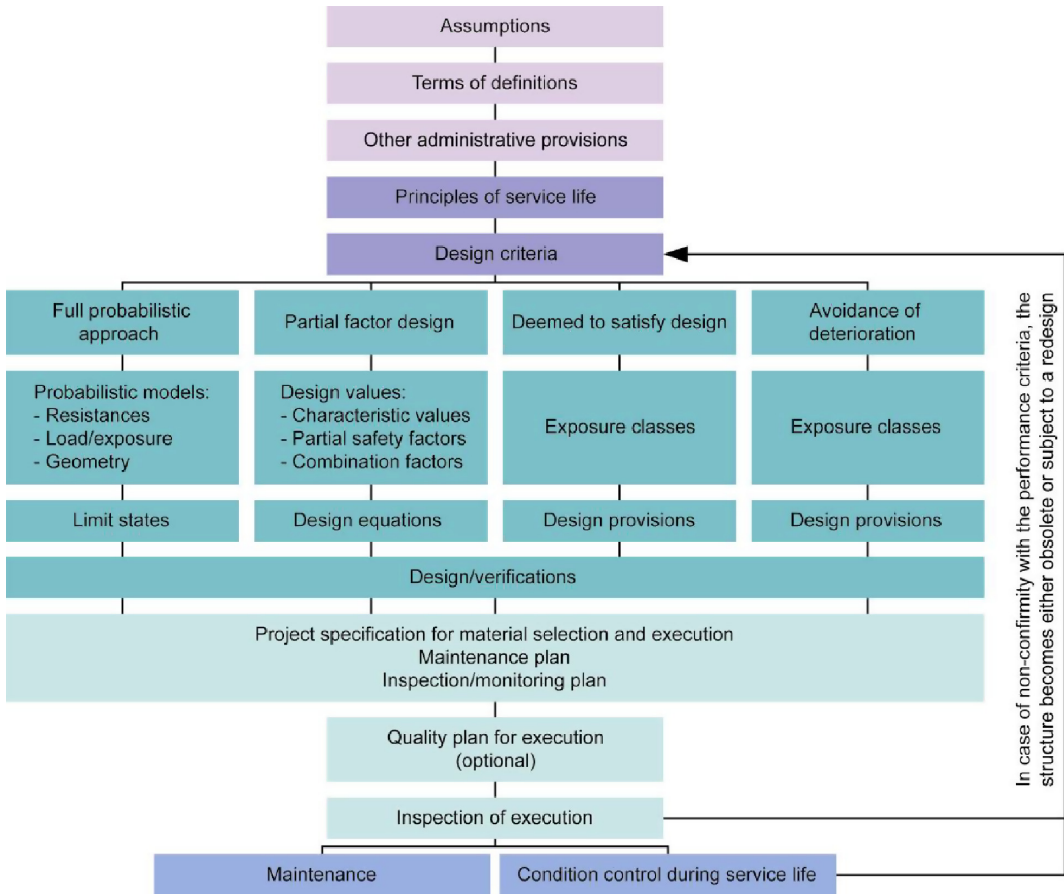 Assumptions
Terms of definitions
Other administrative provisions
Principles of service life
Design criteria
Full probabilistic
approach
Partial factor design
Deemed to satisfy design
Avoidance of
deterioration
Probabilistic models:
- Resistances
- Load/exposure
- Geometry
Design values:
- Characteristic values
- Partial safety factors
- Combination factors
Exposure classes
Exposure classes
Limit states
Design equations
Design provisions
Design provisions
Design/verifications
Project specification for material selection and execution
Maintenance plan
Inspection/monitoring plan
Quality plan for execution
(optional)
Inspection of execution
Maintenance
Condition control during service life
In case of non-confirmity with the performance criteria, the
structure becomes either obsolete or subject to a redesign